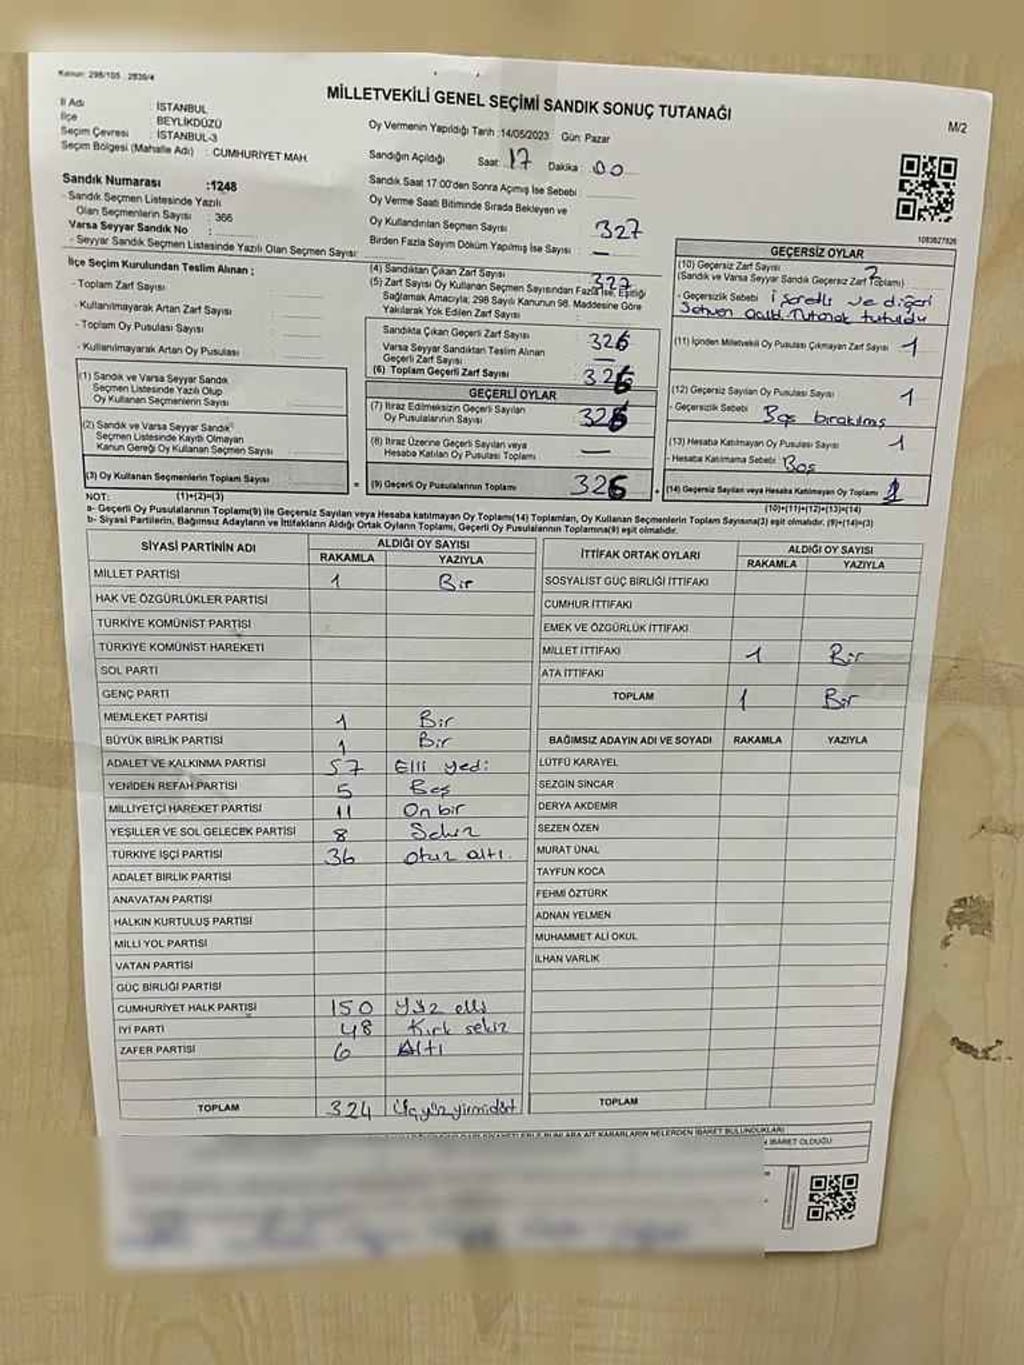 Kanun: 298/105 2839/4
MİLLETVEKİLİ GENEL SEÇİMİ SANDIK SONUÇ TUTANAĞI
M/2
İl Adı : İSTANBUL
İlçe BEYLİKDÜZÜ
Seçim Çevresi : İSTANBUL-3
Seçim Bölgesi (Mahalle Adı) : CUMHURİYET MAH.
Sandık Numarası :1248
- Sandık Seçmen Listesinde Yazılı
Olan Seçmenlerin Sayısı : 366
Varsa Seyyar Sandık No :
- Seyyar Sandık Seçmen Listesinde Yazılı Olan Seçmen Sayısı:
Oy Vermenin Yapıldığı Tarih :14/05/2023 Gün: Pazar
Sandığın Açıldığı Saat: 17 Dakika: 00
Sandık Saat 17:00'den Sonra Açılmış İse Sebebi
Oy Verme Saati Bitiminde Sırada Bekleyen ve
Oy Kullandırılan Seçmen Sayısı 327
Birden Fazla Sayım Döküm Yapılmış İse Sayısı : —
İlçe Seçim Kurulundan Teslim Alınan ;
- Toplam Zarf Sayısı
- Kullanılmayarak Artan Zarf Sayısı
- Toplam Oy Pusulası Sayısı
- Kullanılmayarak Artan Oy Pusulası
(1) Sandık ve Varsa Seyyar Sandık
Seçmen Listesinde Yazılı Olup
Oy Kullanan Seçmenlerin Sayısı
(2) Sandık ve Varsa Seyyar Sandık
Seçmen Listesinde Kayıtlı Olmayan
Kanun Gereği Oy Kullanan Seçmen Sayısı
(3) Oy Kullanan Seçmenlerin Toplam Sayısı
(4) Sandıktan Çıkan Zarf Sayısı 327
(5) Zarf Sayısı Oy Kullanan Seçmen Sayısından Fazla İse, Eşitliği
Sağlamak Amacıyla; 298 Sayılı Kanunun 98. Maddesine Göre
Yakılarak Yok Edilen Zarf Sayısı :
Sandıkta Çıkan Geçerli Zarf Sayısı 326
Varsa Seyyar Sandıktan Teslim Alınan
Geçerli Zarf Sayısı —
(6) Toplam Geçerli Zarf Sayısı 326
GEÇERLİ OYLAR
(7) İtiraz Edilmeksizin Geçerli Sayılan
Oy Pusulalarının Sayısı 326
(8) İtiraz Üzerine Geçerli Sayılan veya
Hesaba Katılan Oy Pusulası Toplamı —
= (9) Geçerli Oy Pusulalarının Toplamı 326 +
1083827826
GEÇERSİZ OYLAR
(10) Geçersiz Zarf Sayısı
(Sandık ve Varsa Seyyar Sandık Geçersiz Zarf Toplamı)
- Geçersizlik Sebebi işaretli ve diğeri
Tutanak tutuldu
(11) İçinden Milletvekili Oy Pusulası Çıkmayan Zarf Sayısı 1
(12) Geçersiz Sayılan Oy Pusulası Sayısı 1
- Geçersizlik Sebebi Boş bırakılmış
(13) Hesaba Katılmayan Oy Pusulası Sayısı 1
- Hesaba Katılmama Sebebi Boş
(14) Geçersiz Sayılan veya Hesaba Katılmayan Oy Toplamı
NOT: (1)+(2)=(3) (10)+(11)+(12)+(13)=(14)
a- Geçerli Oy Pusulalarının Toplamı(9) ile Geçersiz Sayılan veya Hesaba katılmayan Oy Toplamı(14) Toplamları, Oy Kullanan Seçmenlerin Toplam Sayısına(3) eşit olmalıdır. (9)+(14)=(3)
b- Siyasi Partilerin, Bağımsız Adayların ve İttifakların Aldığı Ortak Oyların Toplamı, Geçerli Oy Pusulalarının Toplamına(9) eşit olmalıdır.
SİYASİ PARTİNİN ADI ALDIĞI OY SAYISI
RAKAMLA YAZIYLA
MİLLET PARTİSİ 1 Bir
HAK VE ÖZGÜRLÜKLER PARTİSİ
TÜRKİYE KOMÜNİST PARTİSİ
TÜRKİYE KOMÜNİST HAREKETİ
SOL PARTİ
GENÇ PARTİ
MEMLEKET PARTİSİ 1 Bir
BÜYÜK BİRLİK PARTİSİ 1 Bir
ADALET VE KALKINMA PARTİSİ 57 Elli yedi
YENİDEN REFAH PARTİSİ 5 Beş
MİLLİYETÇİ HAREKET PARTİSİ 11 On bir
YEŞİLLER VE SOL GELECEK PARTİSİ 8 Sekiz
TÜRKİYE İŞÇİ PARTİSİ 36 otuz altı.
ADALET BİRLİK PARTİSİ
ANAVATAN PARTİSİ
HALKIN KURTULUŞ PARTİSİ
MİLLİ YOL PARTİSİ
VATAN PARTİSİ
GÜÇ BİRLİĞİ PARTİSİ
CUMHURİYET HALK PARTİSİ 150 Yüz elli
İYİ PARTİ 48 Kırk sekiz
ZAFER PARTİSİ 6 Altı
TOPLAM 324 Üçyüzyirmidört
İTTİFAK ORTAK OYLARI ALDIĞI OY SAYISI
RAKAMLA YAZIYLA
SOSYALİST GÜÇ BİRLİĞİ İTTİFAKI
CUMHUR İTTİFAKI
EMEK VE ÖZGÜRLÜK İTTİFAKI
MİLLET İTTİFAKI 1 Bir
ATA İTTİFAKI
TOPLAM 1 Bir
BAĞIMSIZ ADAYIN ADI VE SOYADI RAKAMLA YAZIYLA
LÜTFÜ KARAYEL
SEZGİN SİNCAR
DERYA AKDEMİR
SEZEN ÖZEN
MURAT ÜNAL
TAYFUN KOCA
FEHMİ ÖZTÜRK
ADNAN YELMEN
MUHAMMET ALİ OKUL
İLHAN VARLIK
TOPLAM
KARARLARIN NELERDEN İBARET BULUNDUKLARI
İBARET OLDUĞU